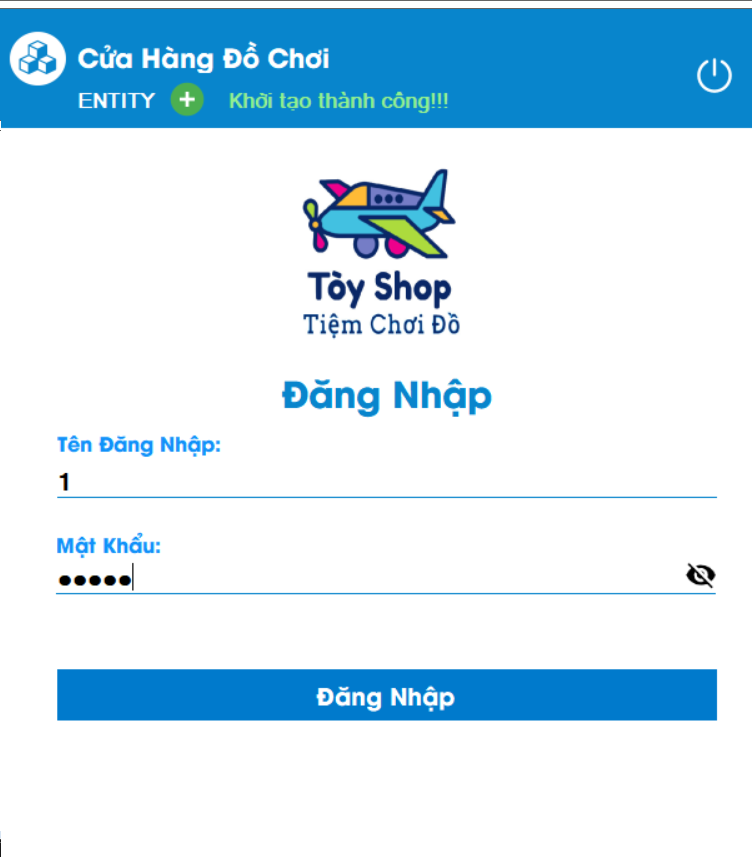 Cửa Hàng Đồ Chơi
ENTITY + Khởi tạo thành công!!!
Tòy Shop
Tiệm Chơi Đồ
Đăng Nhập
Tên Đăng Nhập:
1
Mật Khẩu:
●●●●●
Đăng Nhập